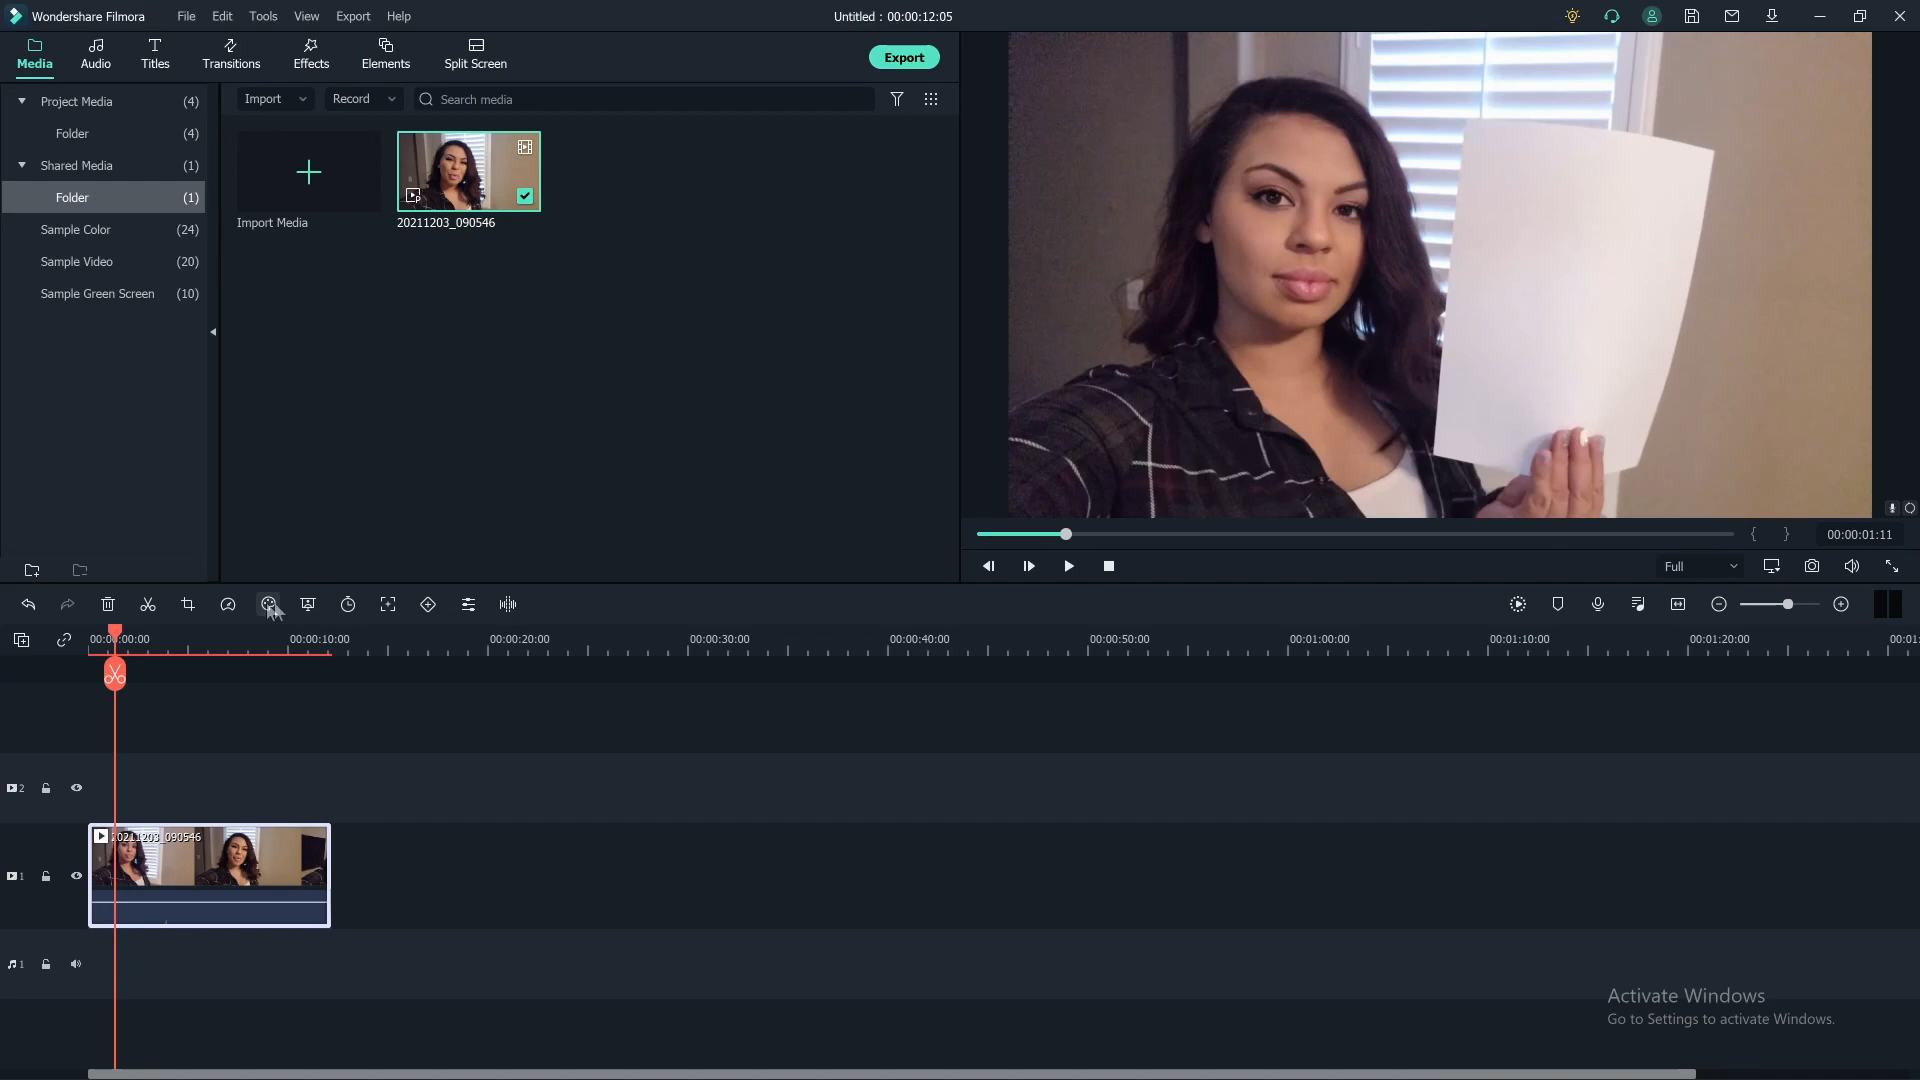 Wondershare Filmora File Edit Tools View Export Help Untitled : 00:00:12:05
Media Audio Titles Transitions Effects Elements Split Screen Export
Project Media (4)
Folder (4)
Shared Media (1)
Folder (1)
Sample Color (24)
Sample Video (20)
Sample Green Screen (10)
Import Record Search media
Import Media 20211203_090546
00:00:01:11
Full
00:00:00:00 00:00:10:00 00:00:20:00 00:00:30:00 00:00:40:00 00:00:50:00 00:01:00:00 00:01:10:00 00:01:20:00 00:01:
2
20211203_090546
1
1
Activate Windows
Go to Settings to activate Windows.